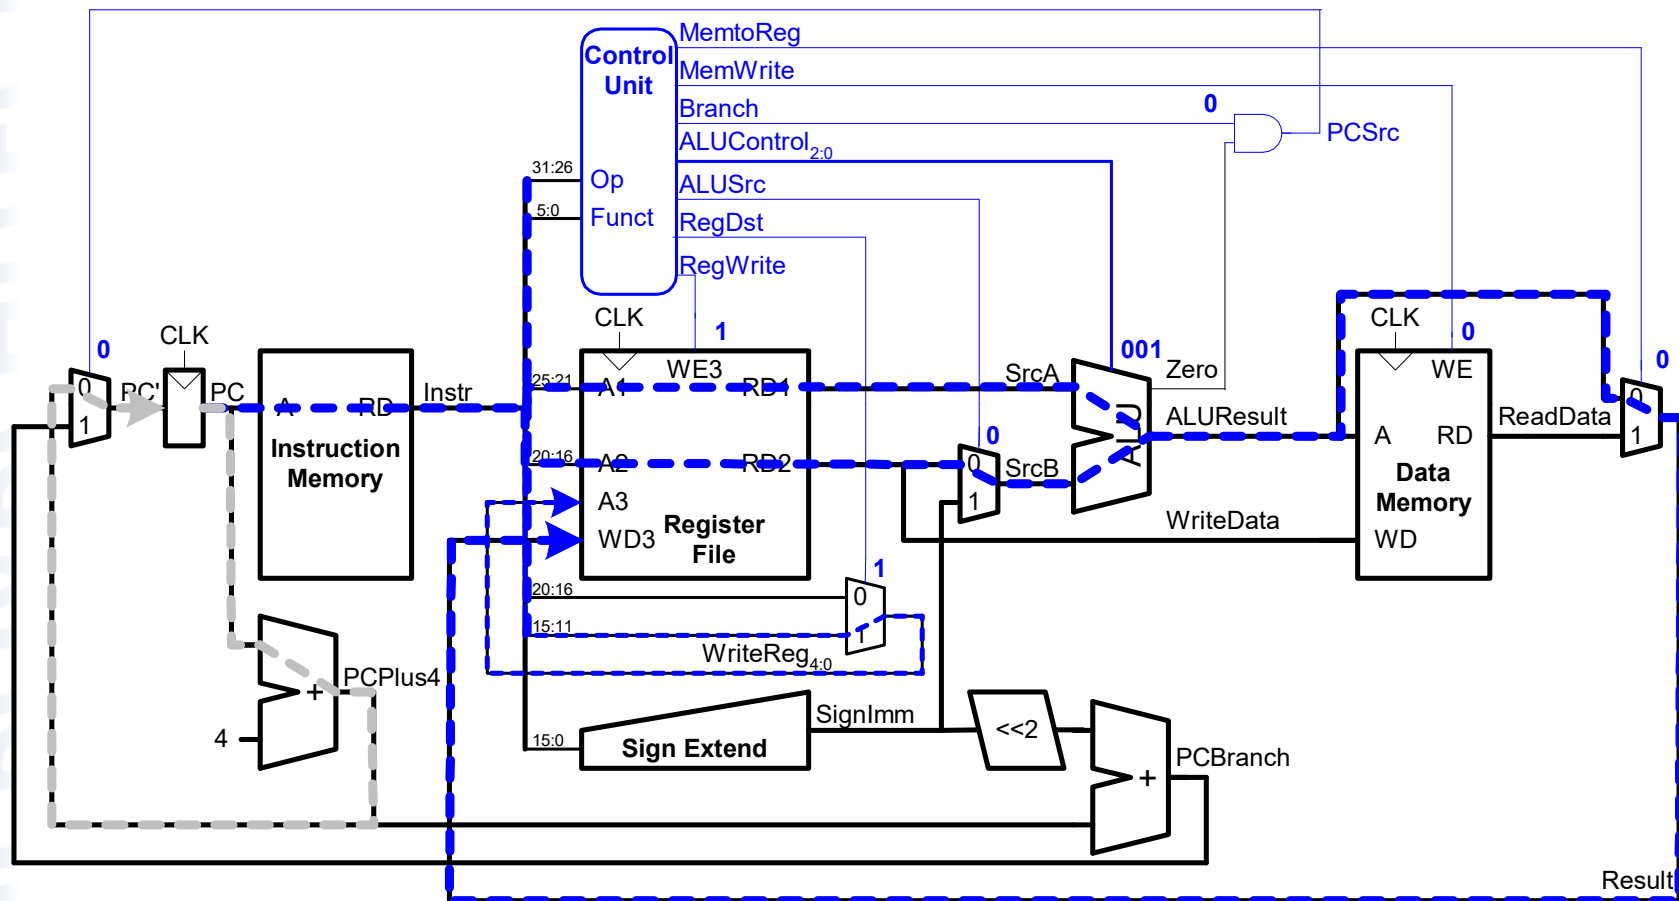 MemtoReg
Control
Unit
MemWrite
Branch
0
PCSrc
ALUControl2:0
31:26
Op
ALUSrc
5:0
Funct
RegDst
RegWrite
CLK
1
CLK
0
CLK
0
001
0
WE3
Zero
WE
25:21
A1
RD1
SrcA
0
PC'
PC
A
RD
Instr
0
1
ALU
ALUResult
A
RD
ReadData
1
Instruction
Memory
0
20:16
A2
RD2
0
SrcB
Data
Memory
1
A3
Register
File
WriteData
WD3
WD
1
20:16
0
15:11
1
WriteReg4:0
PCPlus4
+
4
SignImm
<<2
15:0
Sign Extend
PCBranch
+
Result